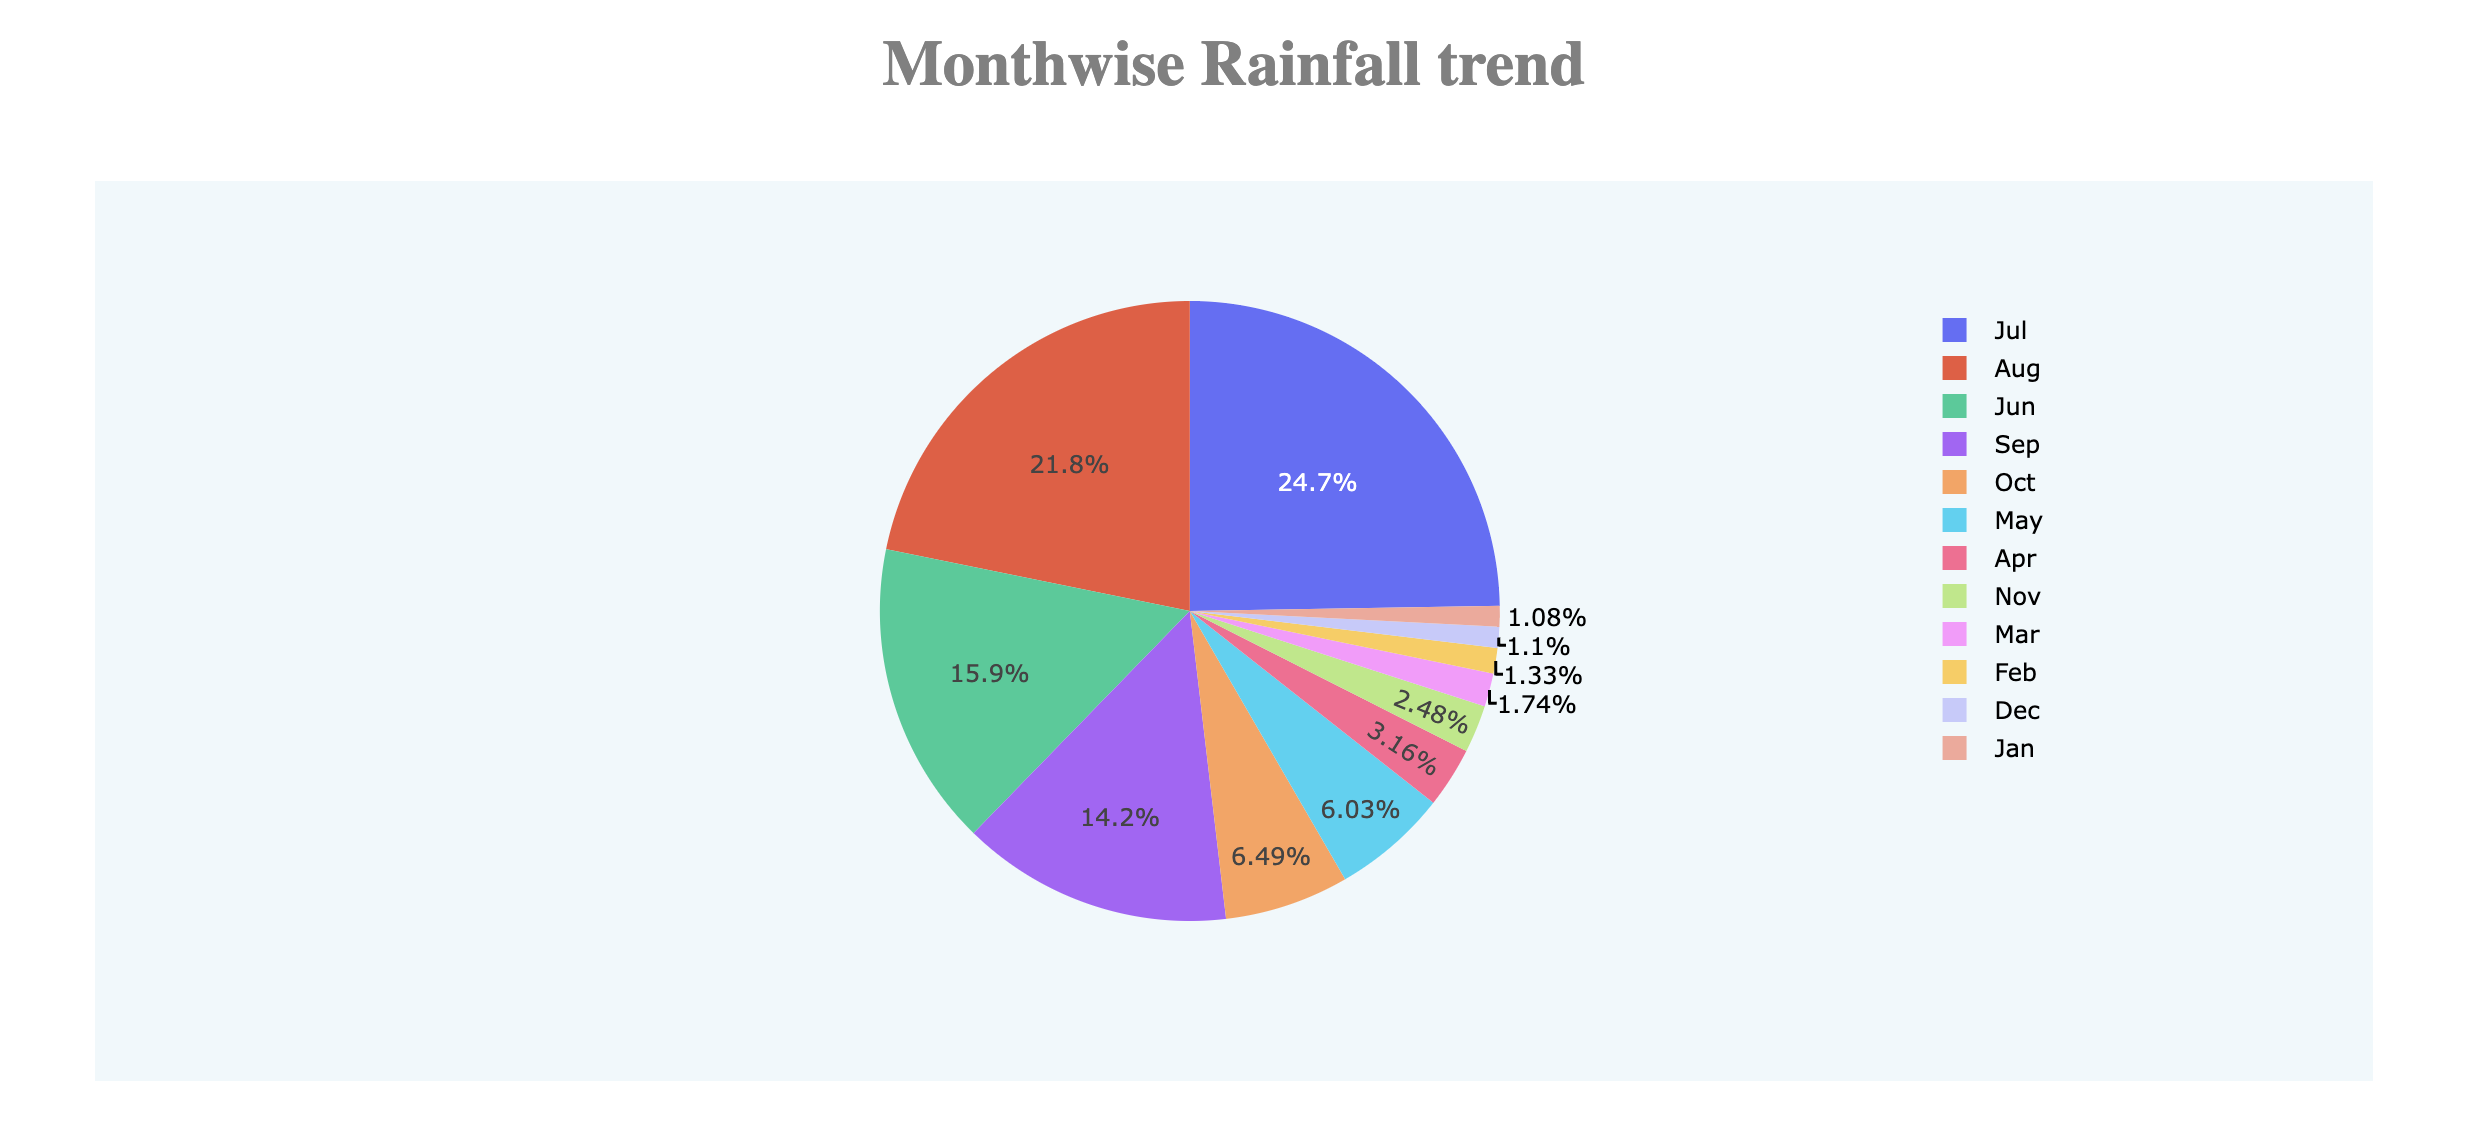 Monthwise Rainfall trend
24.7%
21.8%
15.9%
14.2%
6.49%
6.03%
3.16%
2.48%
1.74%
1.33%
1.1%
1.08%
Jul
Aug
Jun
Sep
Oct
May
Apr
Nov
Mar
Feb
Dec
Jan